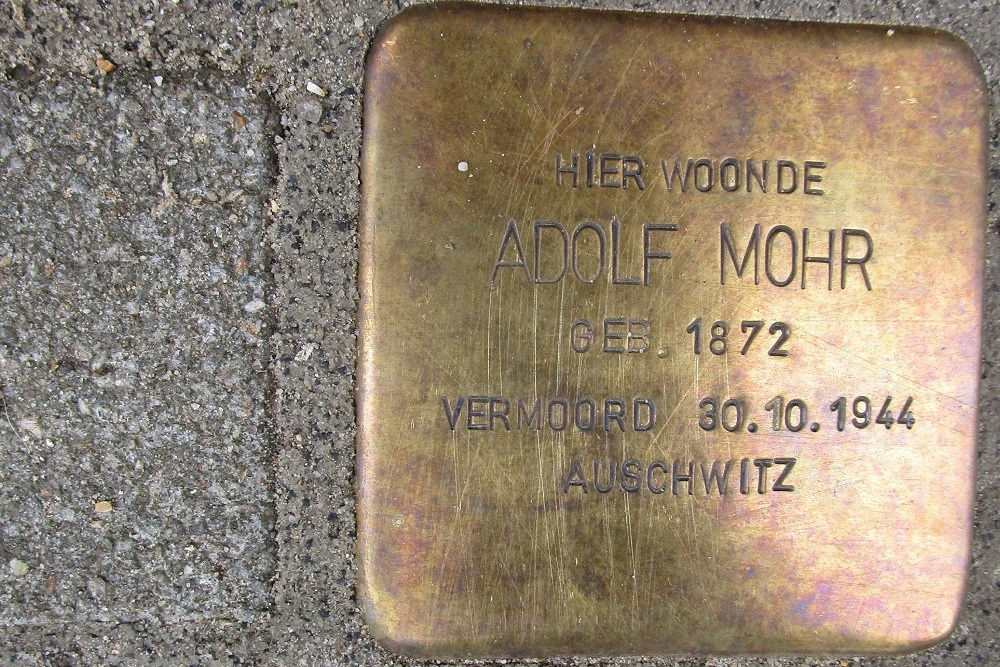 HIER WOONDE
ADOLF MOHR
GEB. 1872
VERMOORD 30.10.1944
AUSCHWITZ